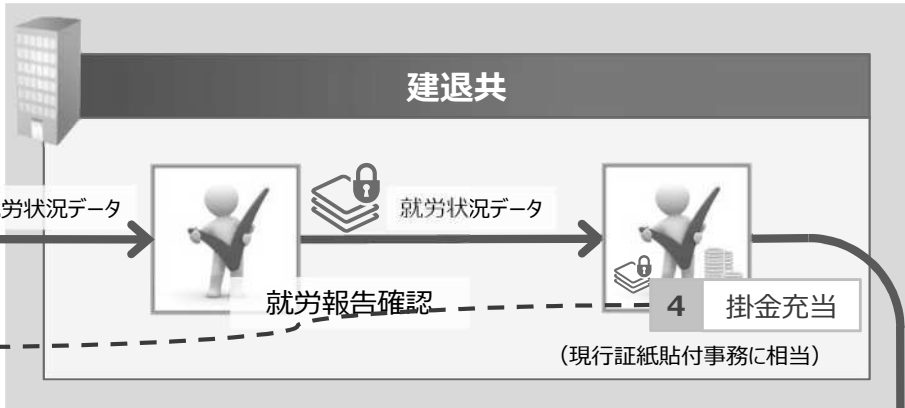 建退共
労状況データ
就労状況データ
就労報告確認
4 掛金充当
（現行証紙貼付事務に相当）